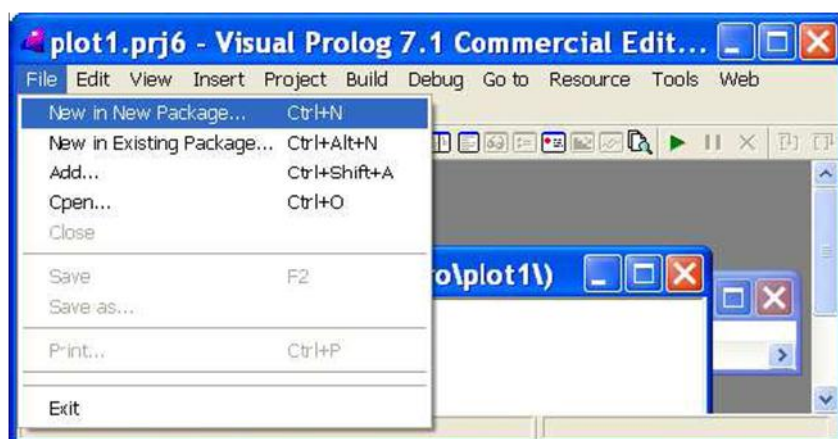 plot1.prj6 - Visual Prolog 7.1 Commercial Edit...
File Edit View Insert Project Build Debug Go to Resource Tools Web
New in New Package... Ctrl+N
New in Existing Package... Ctrl+Alt+N
Add... Ctrl+Shift+A
Open... Ctrl+O
Close
Save F2
Save as...
Print... Ctrl+P
Exit
o\plot1\)